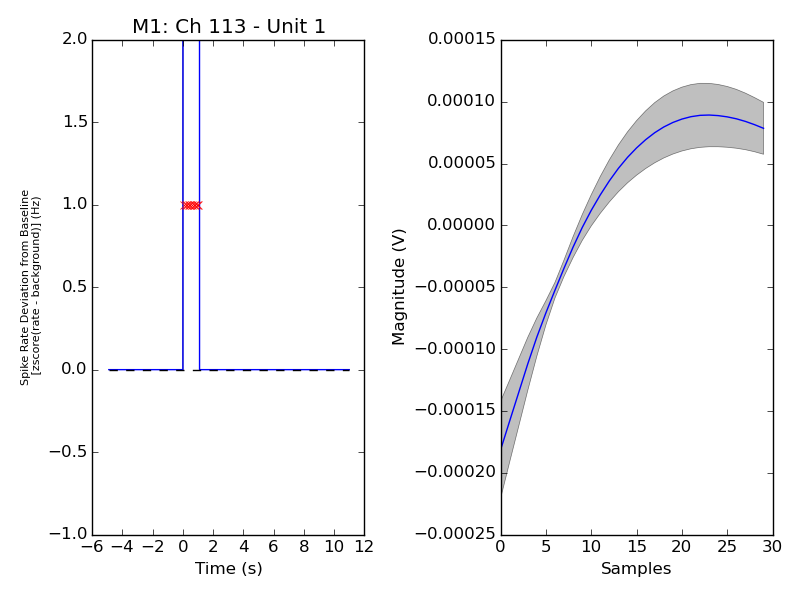 M1: Ch 113 - Unit 1
2.0
1.5
1.0
0.5
0.0
−0.5
−1.0
−6 −4 −2 0 2 4 6 8 10 12
Time (s)
Spike Rate Deviation from Baseline
[zscore(rate - background)] (Hz)
0.00015
0.00010
0.00005
0.00000
−0.00005
−0.00010
−0.00015
−0.00020
−0.00025
0 5 10 15 20 25 30
Samples
Magnitude (V)